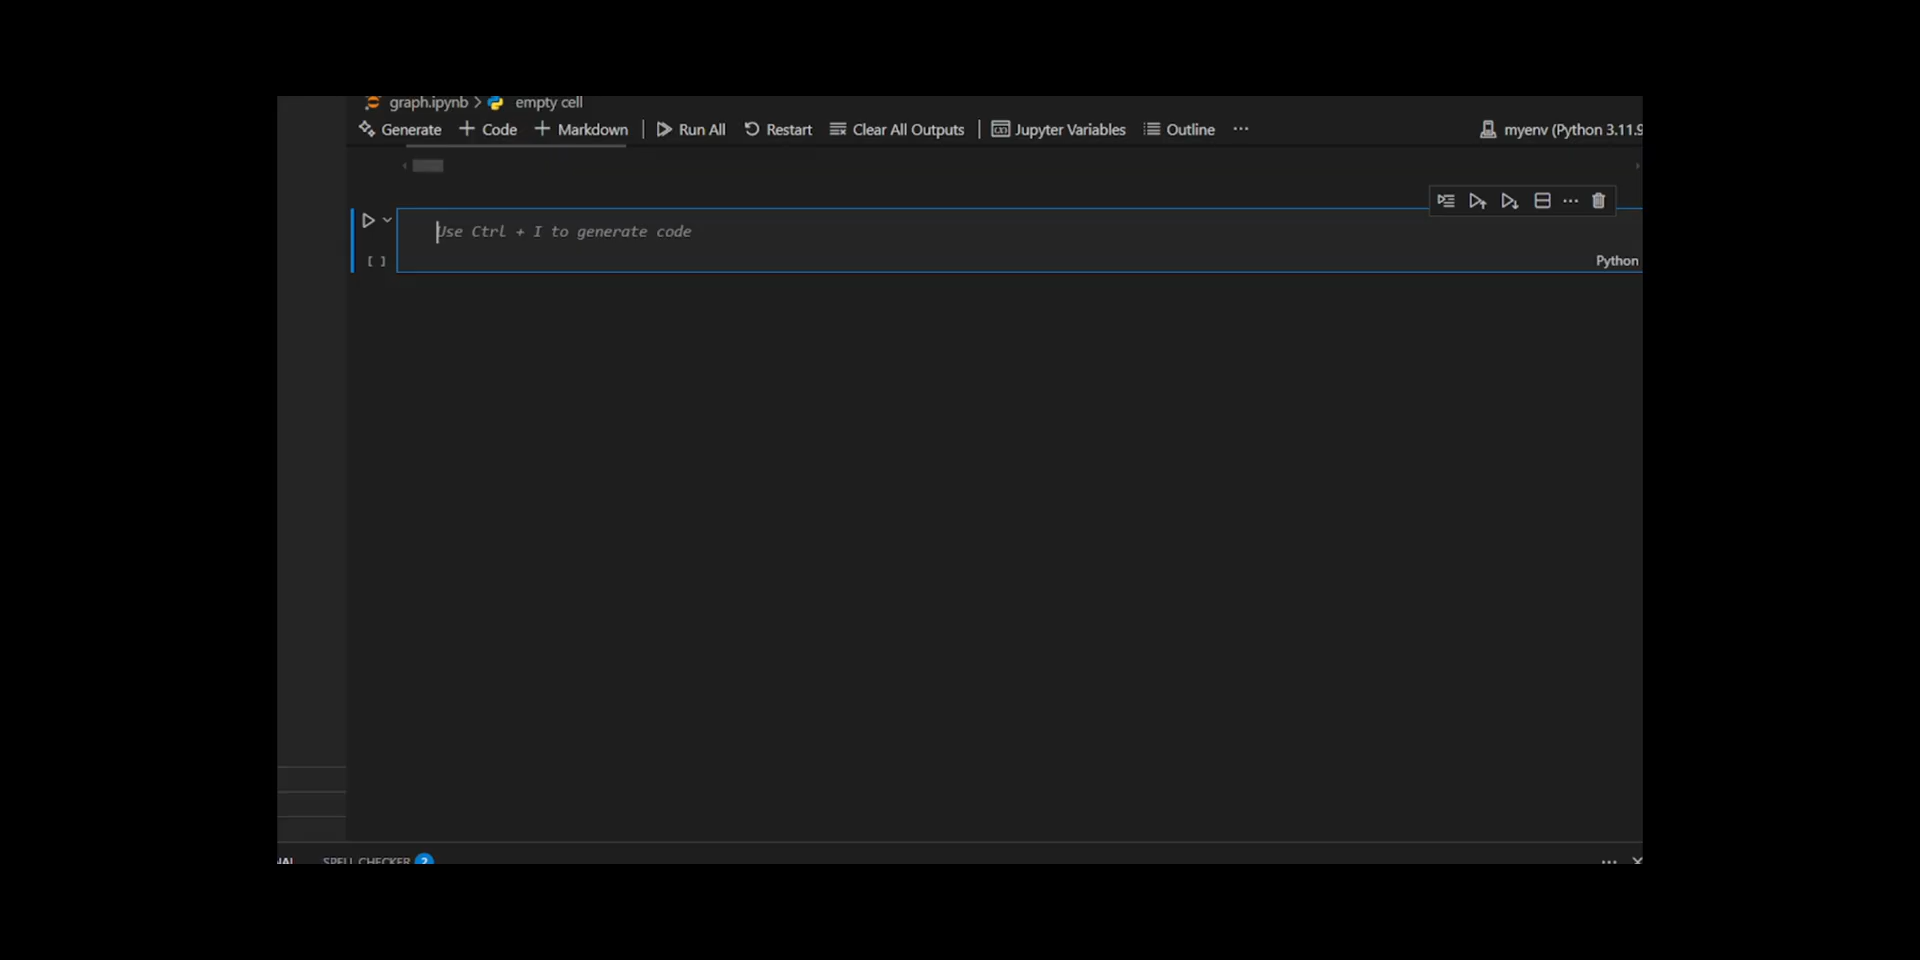 graph.ipynb > empty cell
Generate + Code + Markdown | Run All Restart Clear All Outputs | Jupyter Variables Outline ··· myenv (Python 3.11.9
Use Ctrl + I to generate code
[ ] Python
SPELL CHECKER 2